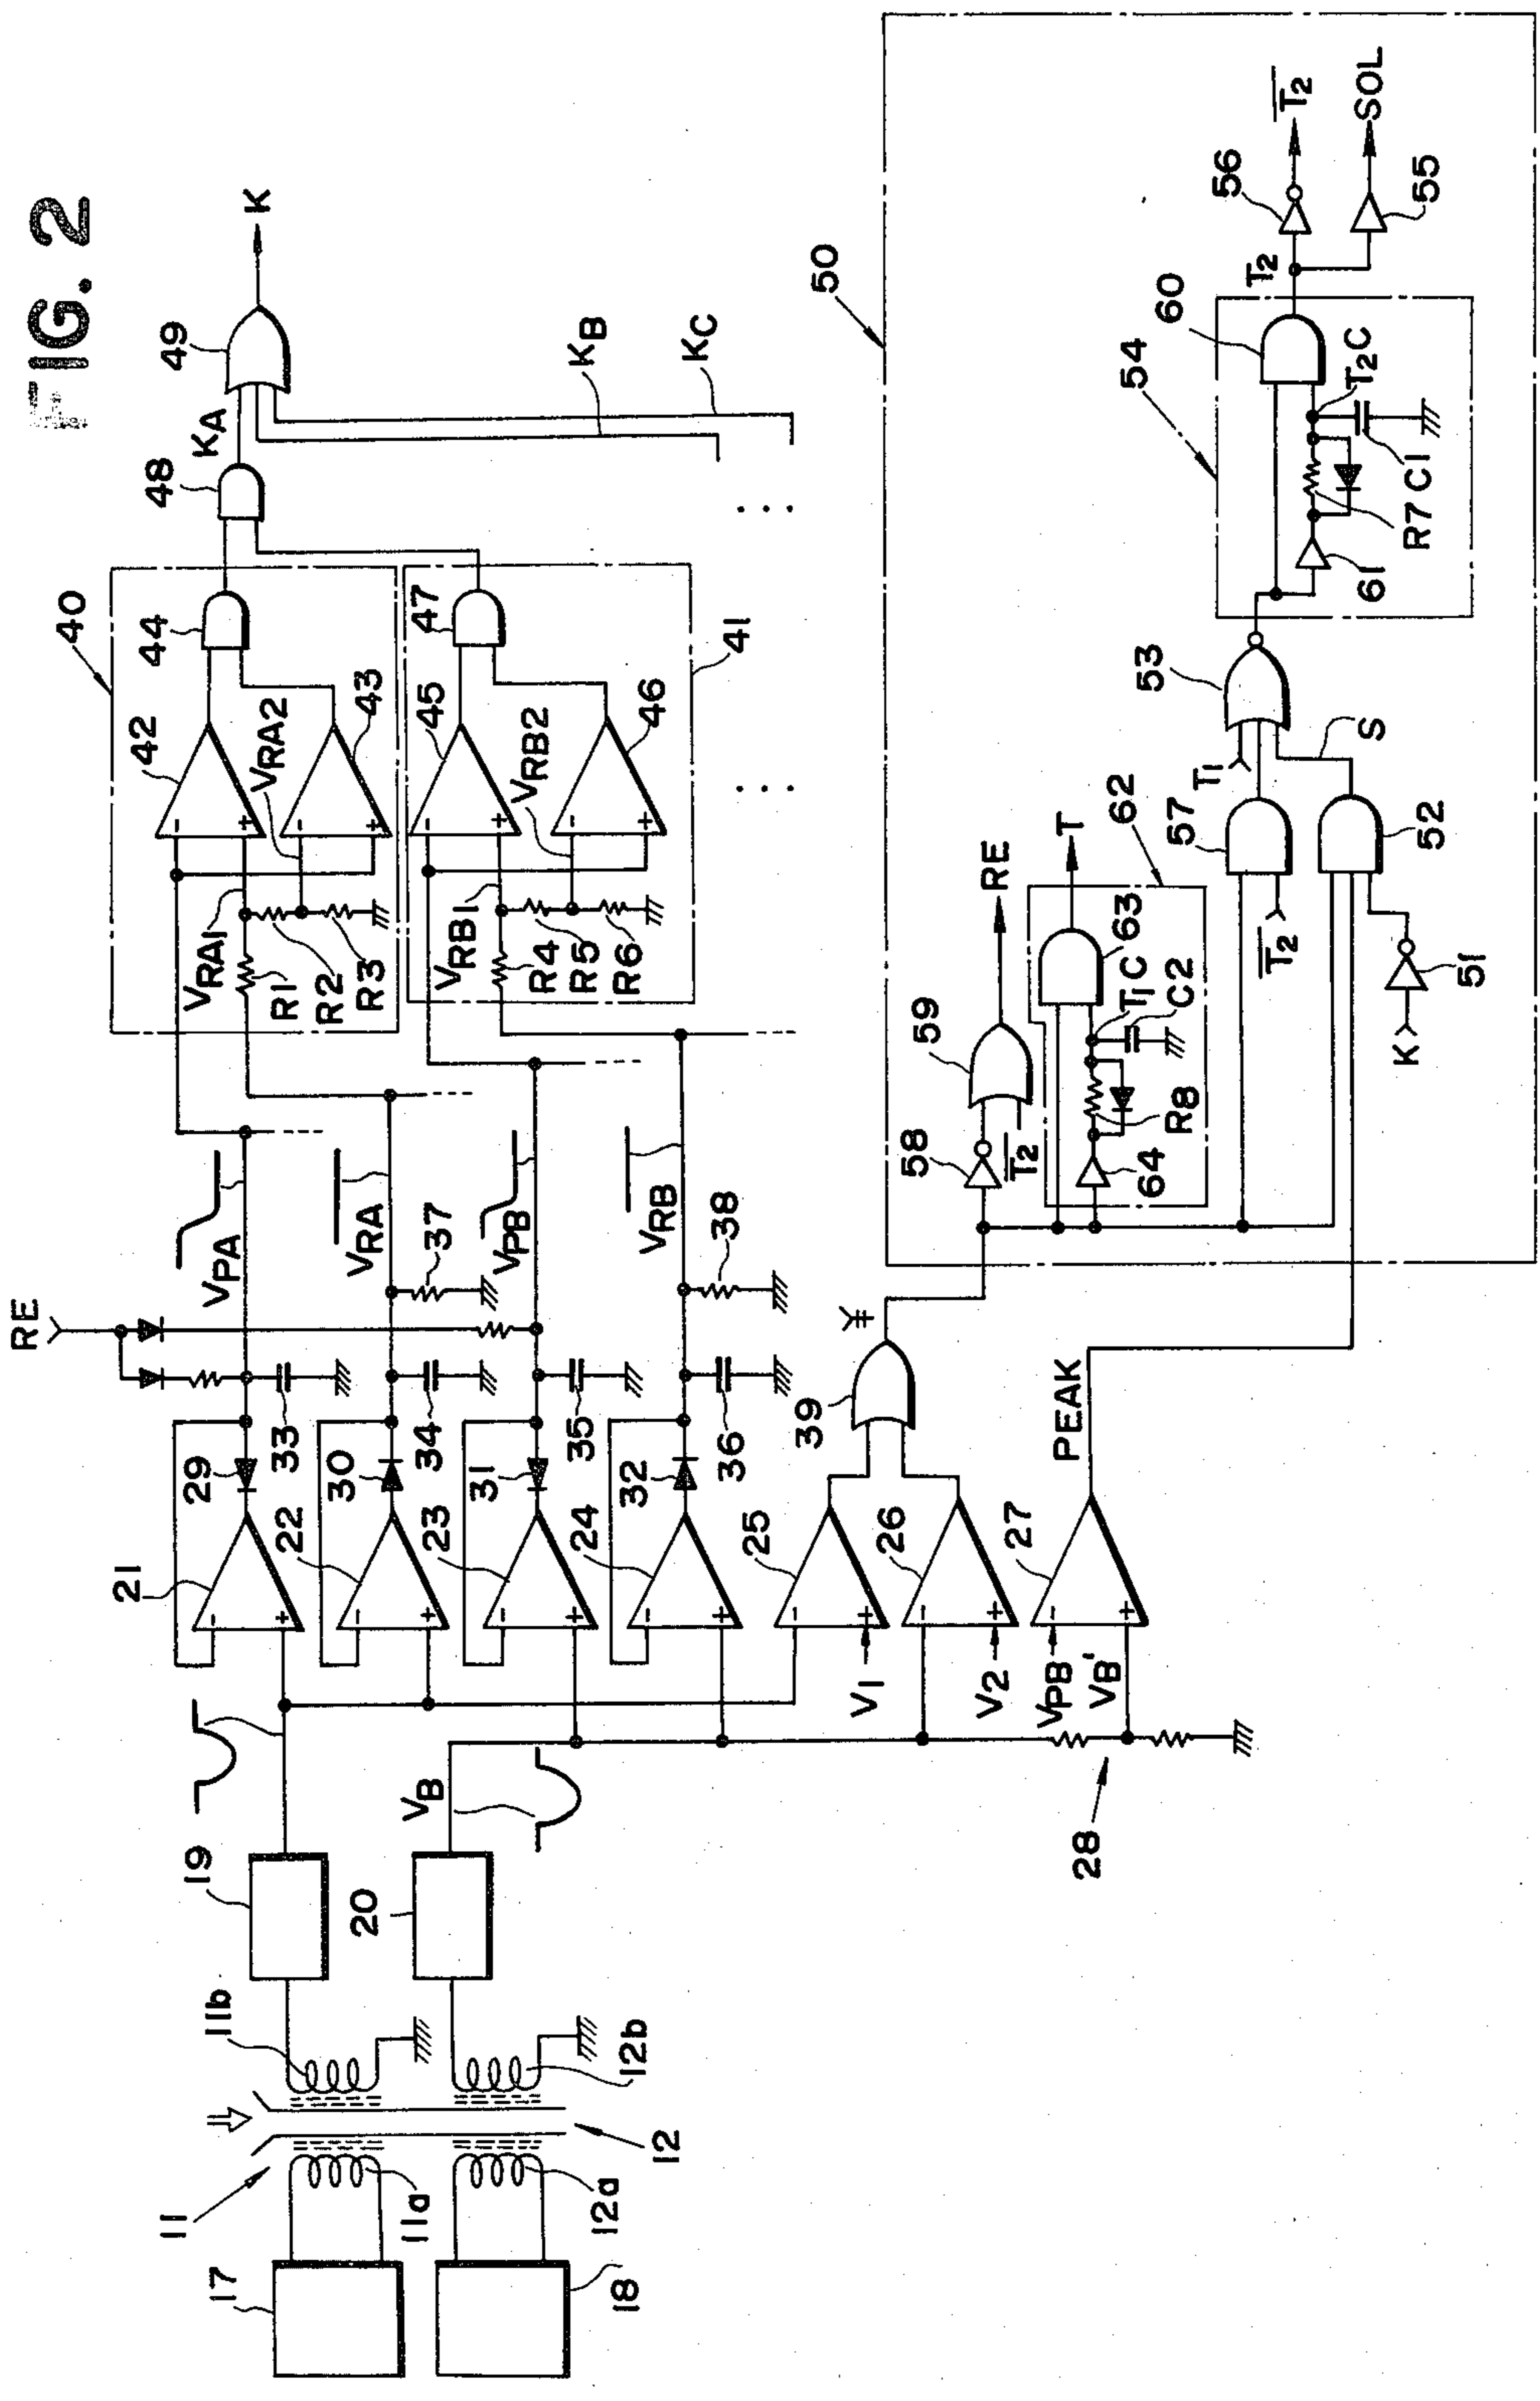 FIG. 2
11
11a
11b
12
12a
12b
17
18
19
20
VB
21
22
23
24
25
26
27
28
- +
- +
- +
- +
- +
- +
- +
V1
V2
VPB
VB'
29
30
31
32
33
34
35
36
37
38
39
RE
VPA
VRA
VPB
VRB
PEAK
40
41
42
43
44
45
46
47
48
49
- +
- +
- +
- +
VRA1
VRA2
R1
R2
R3
VRB1
VRB2
R4
R5
R6
KA
KB
KC
K
50
58
59
T2
RE
62
63
64
R8
T1C
C2
T
57
T2
K
51
52
S
T1
53
54
61
R7
C1
T2C
60
T2
56
T2
55
SOL